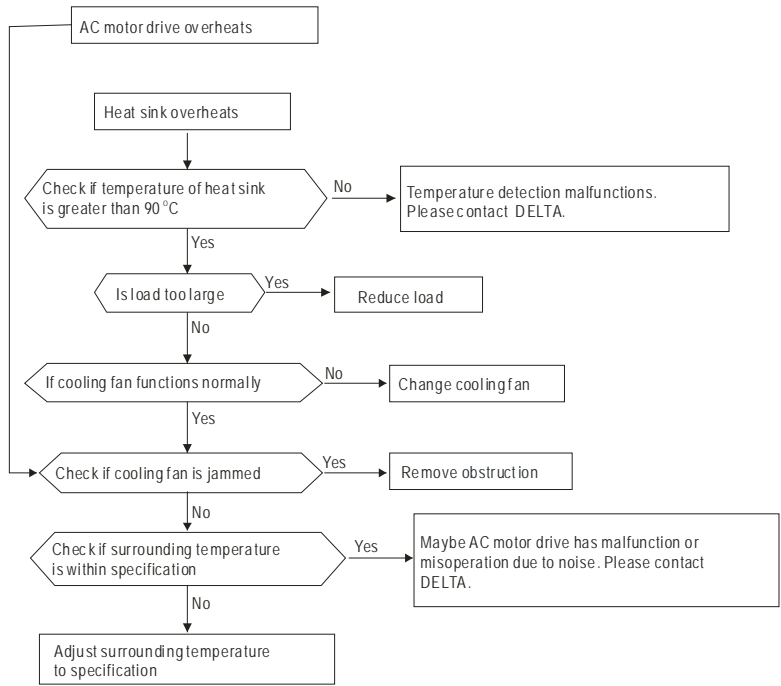 AC motor drive overheats
Heat sink overheats
Check if temperature of heat sink
is greater than 90 °C
No
Temperature detection malfunctions.
Please contact DELTA.
Yes
Is load too large
Yes
Reduce load
No
If cooling fan functions normally
No
Change cooling fan
Yes
Check if cooling fan is jammed
Yes
Remove obstruction
No
Check if surrounding temperature
is within specification
Yes
Maybe AC motor drive has malfunction or
misoperation due to noise. Please contact
DELTA.
No
Adjust surrounding temperature
to specification